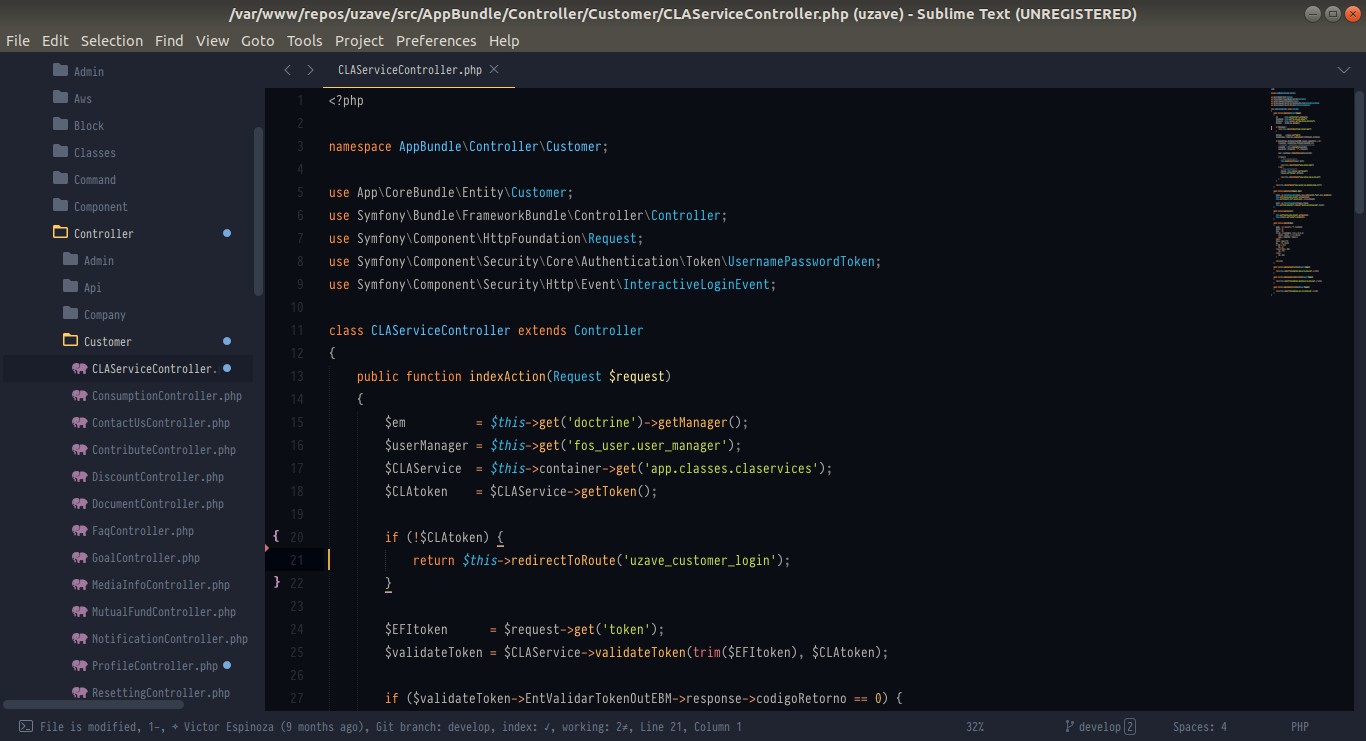 /var/www/repos/uzave/src/AppBundle/Controller/Customer/CLAServiceController.php (uzave) - Sublime Text (UNREGISTERED)
File Edit Selection Find View Goto Tools Project Preferences Help
Admin
Aws
Block
Classes
Command
Component
Controller
Admin
Api
Company
Customer
CLAServiceController.
ConsumptionController.php
ContactUsController.php
ContributeController.php
DiscountController.php
DocumentController.php
FaqController.php
GoalController.php
MediaInfoController.php
MutualFundController.php
NotificationController.php
ProfileController.php
ResettingController.php
CLAServiceController.php
1 <?php
2
3 namespace AppBundle\Controller\Customer;
4
5 use App\CoreBundle\Entity\Customer;
6 use Symfony\Bundle\FrameworkBundle\Controller\Controller;
7 use Symfony\Component\HttpFoundation\Request;
8 use Symfony\Component\Security\Core\Authentication\Token\UsernamePasswordToken;
9 use Symfony\Component\Security\Http\Event\InteractiveLoginEvent;
10
11 class CLAServiceController extends Controller
12 {
13     public function indexAction(Request $request)
14     {
15         $em          = $this->get('doctrine')->getManager();
16         $userManager = $this->get('fos_user.user_manager');
17         $CLAService  = $this->container->get('app.classes.claservices');
18         $CLAtoken    = $CLAService->getToken();
19
{ 20         if (!$CLAtoken) {
21             return $this->redirectToRoute('uzave_customer_login');
} 22         }
23
24         $EFItoken      = $request->get('token');
25         $validateToken = $CLAService->validateToken(trim($EFItoken), $CLAtoken);
26
27         if ($validateToken->EntValidarTokenOutEBM->response->codigoRetorno == 0) {
File is modified, 1−, → Victor Espinoza (9 months ago), Git branch: develop, index: ✓, working: 2≠, Line 21, Column 1
32%
develop 2
Spaces: 4
PHP